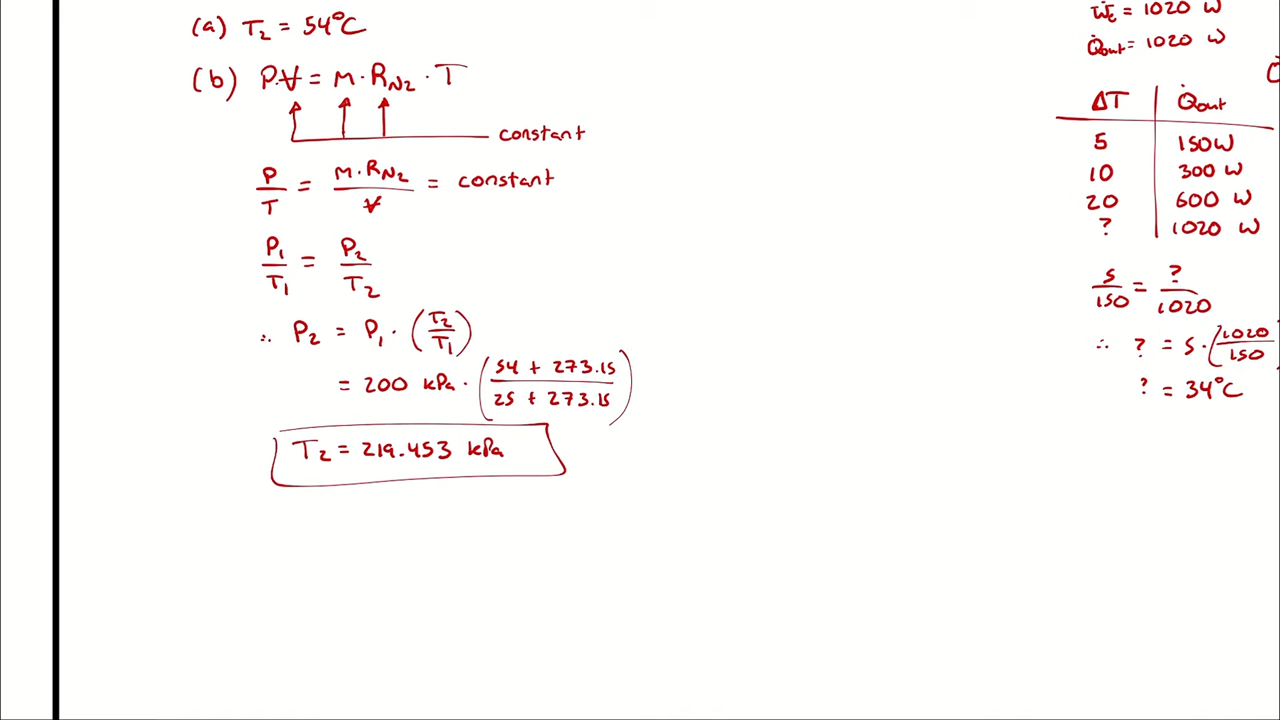 (a) T₂ = 54°C
(b) P.V̶ = m·R_N₂ · T
constant
P/T = m·R_N₂/V̶ = constant
P₁/T₁ = P₂/T₂
∴ P₂ = P₁ · (T₂/T₁)
= 200 kPa · (54 + 273.15 / 25 + 273.15)
T₂ = 219.453 kPa
Ẇₑ = 1020 W
Q̇out = 1020 W
ΔT | Q̇out
5 | 150W
10 | 300 W
20 | 600 W
? | 1020 W
5/150 = ?/1020
∴ ? = 5·(1020/150)
? = 34°C